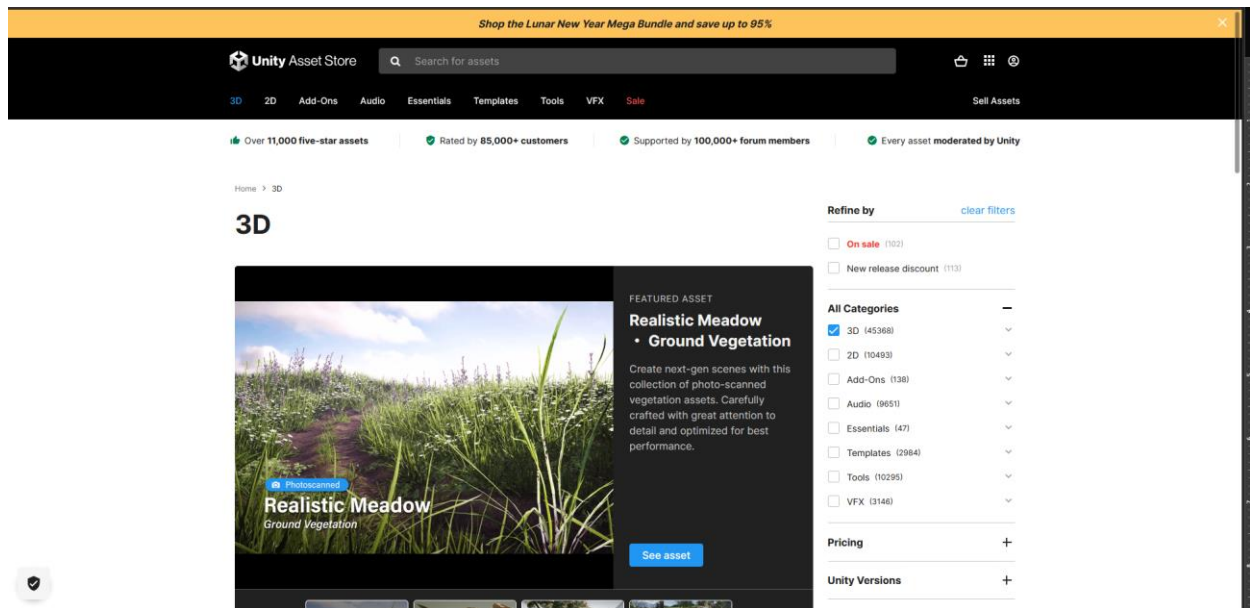 Shop the Lunar New Year Mega Bundle and save up to 95%
Unity Asset Store
Search for assets
3D 2D Add-Ons Audio Essentials Templates Tools VFX Sale Sell Assets
Over 11,000 five-star assets
Rated by 85,000+ customers
Supported by 100,000+ forum members
Every asset moderated by Unity
Home > 3D
3D
FEATURED ASSET
Realistic Meadow
• Ground Vegetation
Create next-gen scenes with this
collection of photo-scanned
vegetation assets. Carefully
crafted with great attention to
detail and optimized for best
performance.
See asset
Photoscanned
Realistic Meadow
Ground Vegetation
Refine by clear filters
On sale (102)
New release discount (113)
All Categories
3D (45368)
2D (10493)
Add-Ons (138)
Audio (9651)
Essentials (47)
Templates (2984)
Tools (10295)
VFX (3146)
Pricing
Unity Versions